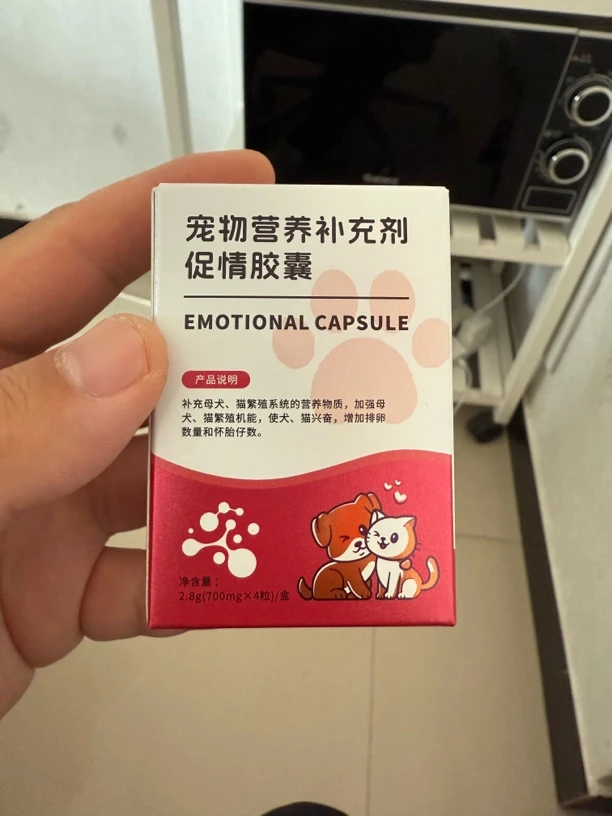 宠物营养补充剂
促情胶囊
EMOTIONAL CAPSULE
产品说明
补充母犬、猫繁殖系统的营养物质，加强母
犬、猫繁殖机能，使犬、猫兴奋，增加排卵
数量和怀胎仔数。
净含量：
2.8g(700mg×4粒)/盒